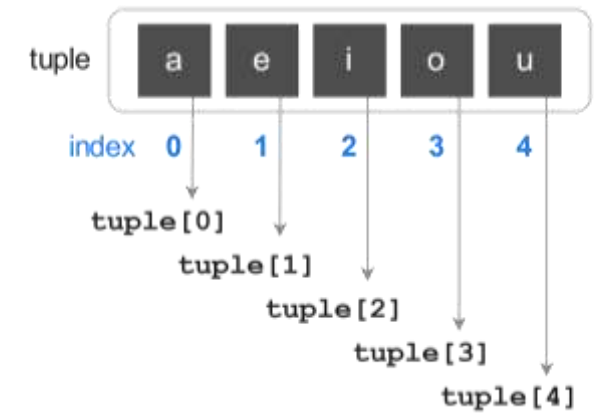 tuple a e i o u
index 0 1 2 3 4
tuple[0]
tuple[1]
tuple[2]
tuple[3]
tuple[4]